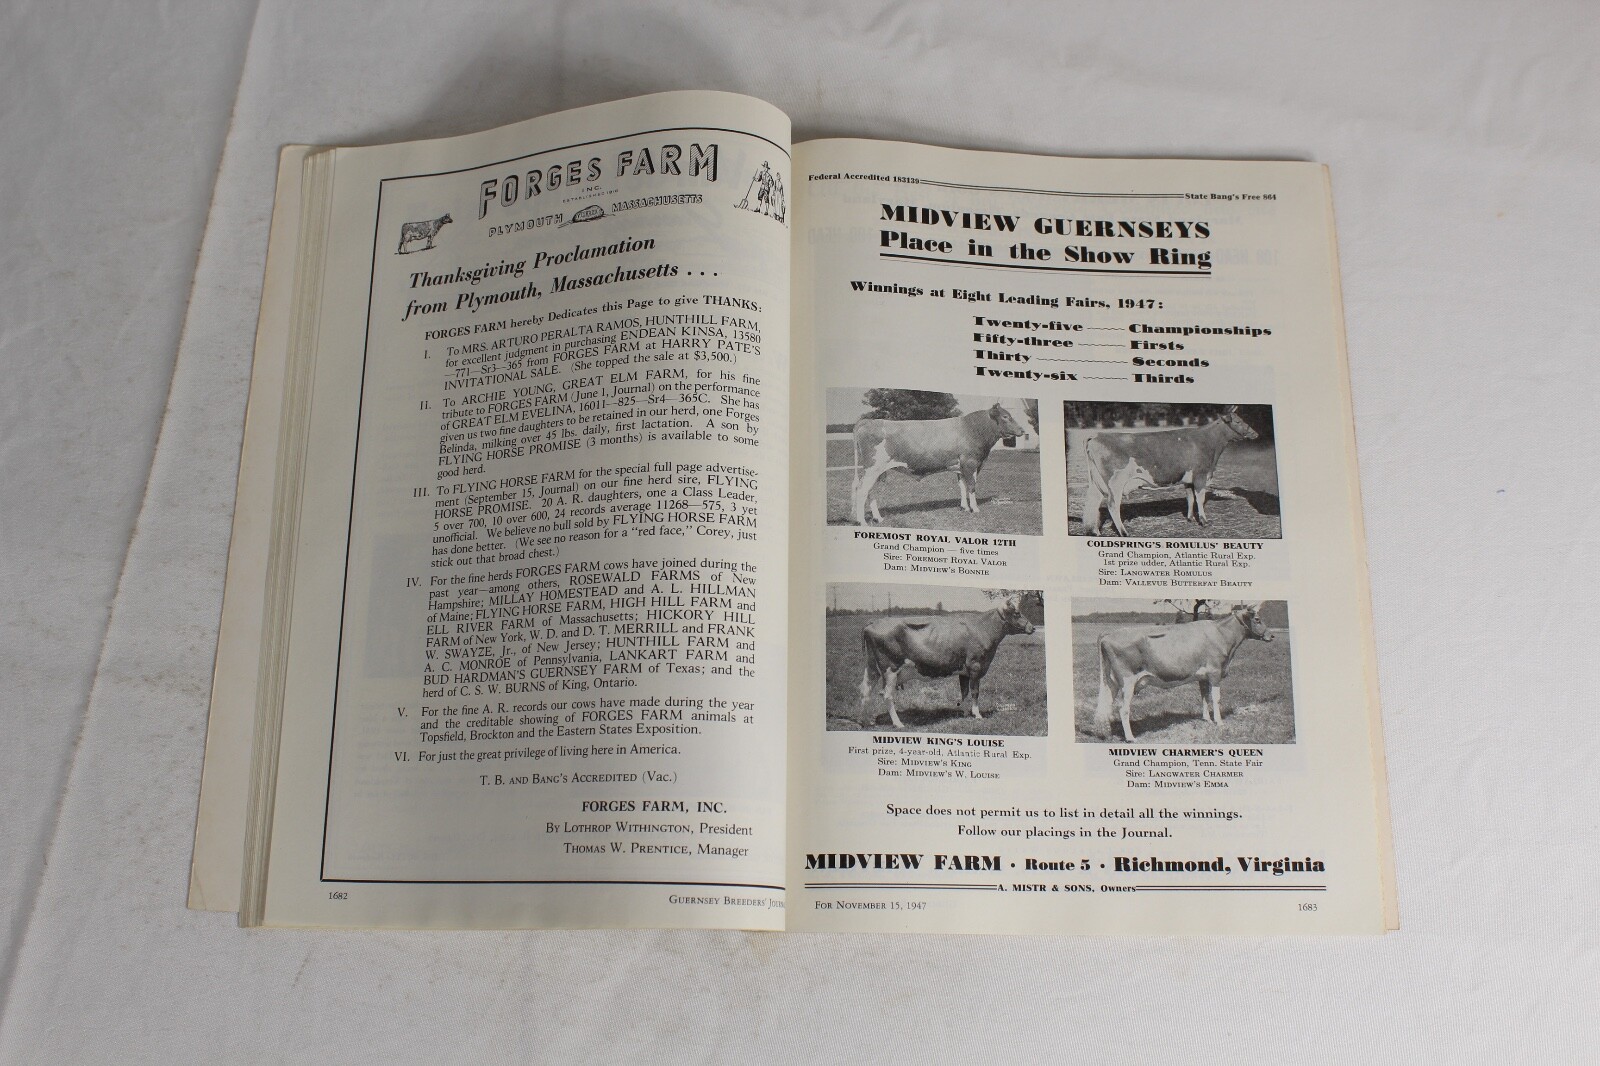 FORGES FARM
INC.
ESTABLISHED 1910
PLYMOUTH MASSACHUSETTS
Thanksgiving Proclamation
from Plymouth, Massachusetts . . .
FORGES FARM hereby Dedicates this Page to give THANKS:
I. To MRS. ARTURO PERALTA RAMOS, HUNTHILL FARM,
for excellent judgment in purchasing ENDEAN KINSA, 13580
—771—Sr3—365 from FORGES FARM at HARRY PATE'S
INVITATIONAL SALE. (She topped the sale at $3,500.)
II. To ARCHIE YOUNG, GREAT ELM FARM, for his fine
tribute to FORGES FARM (June 1, Journal) on the performance
of GREAT ELM EVELINA, 16011—825—Sr4—365C. She has
given us two fine daughters to be retained in our herd, one Forges
Belinda, milking over 45 lbs. daily, first lactation. A son by
FLYING HORSE PROMISE (3 months) is available to some
good herd.
III. To FLYING HORSE FARM for the special full page advertise-
ment (September 15, Journal) on our fine herd sire, FLYING
HORSE PROMISE. 20 A. R. daughters, one a Class Leader,
5 over 700, 10 over 600, 24 records average 11268—575, 3 yet
unofficial. We believe no bull sold by FLYING HORSE FARM
has done better. (We see no reason for a "red face," Corey, just
stick out that broad chest.)
IV. For the fine herds FORGES FARM cows have joined during the
past year—among others, ROSEWALD FARMS of New
Hampshire; MILLAY HOMESTEAD and A. L. HILLMAN
of Maine; FLYING HORSE FARM, HIGH HILL FARM and
ELL RIVER FARM of Massachusetts; HICKORY HILL
FARM of New York, W. D. and D. T. MERRILL and FRANK
W. SWAYZE, Jr., of New Jersey; HUNTHILL FARM and
A. C. MONROE of Pennsylvania, LANKART FARM and
BUD HARDMAN'S GUERNSEY FARM of Texas; and the
herd of C. S. W. BURNS of King, Ontario.
V. For the fine A. R. records our cows have made during the year
and the creditable showing of FORGES FARM animals at
Topsfield, Brockton and the Eastern States Exposition.
VI. For just the great privilege of living here in America.
T. B. AND BANG'S ACCREDITED (Vac.)
FORGES FARM, INC.
By LOTHROP WITHINGTON, President
THOMAS W. PRENTICE, Manager
1682
GUERNSEY BREEDERS'
Federal Accredited 183139
State Bang's Free 864
MIDVIEW GUERNSEYS
Place in the Show Ring
Winnings at Eight Leading Fairs, 1947:
Twenty-five Championships
Fifty-three Firsts
Thirty Seconds
Twenty-six Thirds
FOREMOST ROYAL VALOR 12TH
Grand Champion — five times
Sire: FOREMOST ROYAL VALOR
Dam: MIDVIEW'S BONNIE
COLDSPRING'S ROMULUS' BEAUTY
Grand Champion, Atlantic Rural Exp.
1st prize udder, Atlantic Rural Exp.
Sire: LANGWATER ROMULUS
Dam: VALLEVUE BUTTERFAT BEAUTY
MIDVIEW KING'S LOUISE
First prize, 4-year-old, Atlantic Rural Exp.
Sire: MIDVIEW'S KING
Dam: MIDVIEW'S W. LOUISE
MIDVIEW CHARMER'S QUEEN
Grand Champion, Tenn. State Fair
Sire: LANGWATER CHARMER
Dam: MIDVIEW'S EMMA
Space does not permit us to list in detail all the winnings.
Follow our placings in the Journal.
MIDVIEW FARM · Route 5 · Richmond, Virginia
A. MISTR & SONS, Owners
FOR NOVEMBER 15, 1947
1683